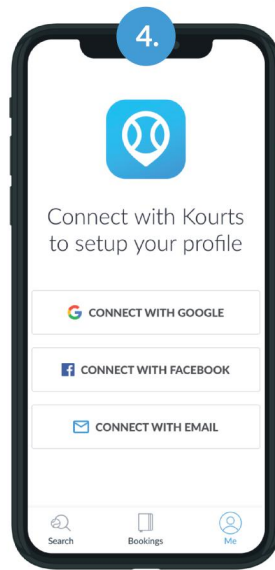 4.
Connect with Kourts
to setup your profile
CONNECT WITH GOOGLE
CONNECT WITH FACEBOOK
CONNECT WITH EMAIL
Search Bookings Me